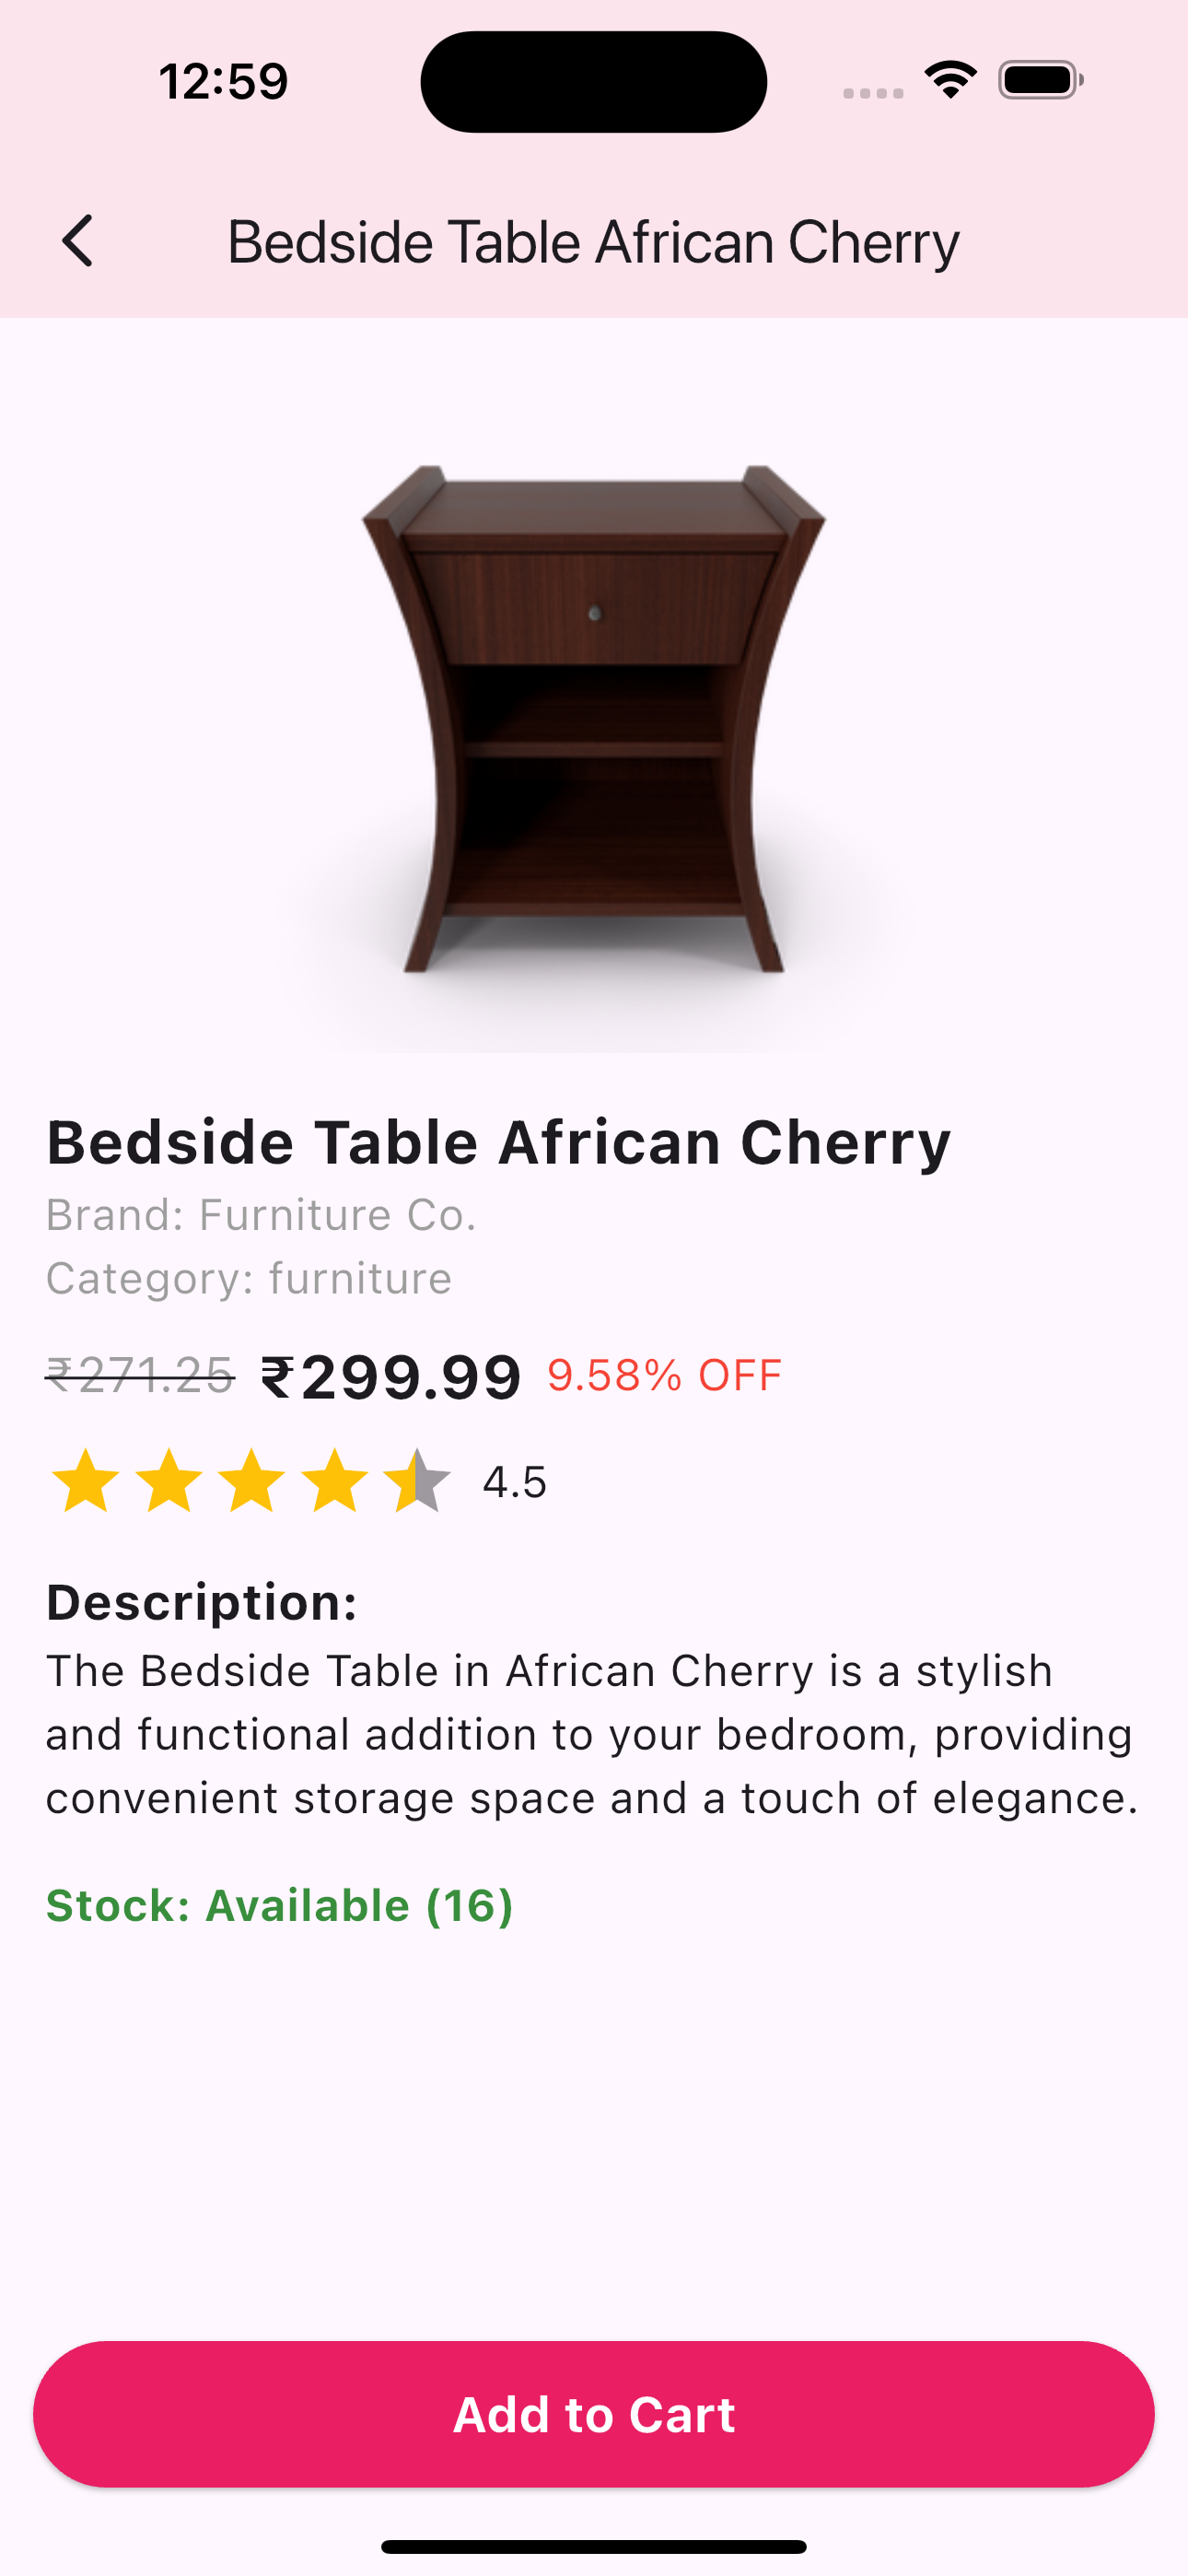 12:59
Bedside Table African Cherry
Bedside Table African Cherry
Brand: Furniture Co.
Category: furniture
₹271.25 ₹299.99 9.58% OFF
4.5
Description:
The Bedside Table in African Cherry is a stylish
and functional addition to your bedroom, providing
convenient storage space and a touch of elegance.
Stock: Available (16)
Add to Cart